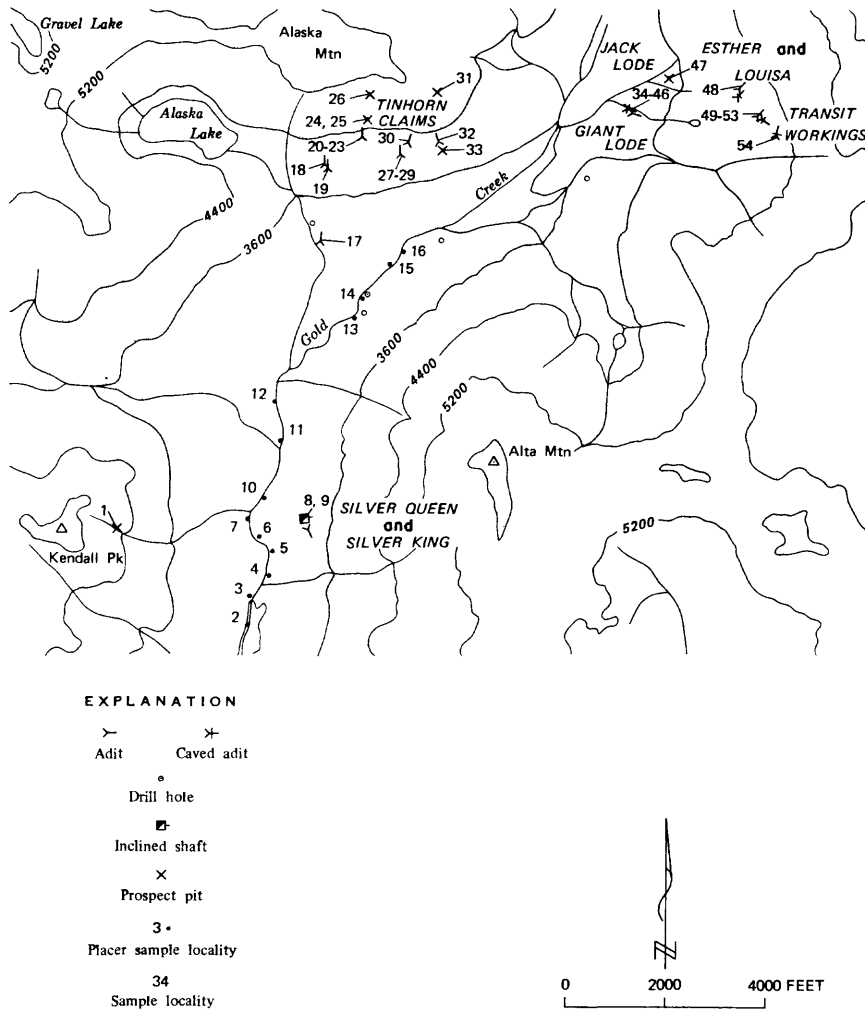 Gravel Lake
5200
5200
Alaska
Mtn
Alaska
Lake
4400
3600
26
31
TINHORN
CLAIMS
24, 25
20-23
30
32
33
27-29
18
19
17
JACK
LODE
47
ESTHER and
LOUISA
34-46
48
49-53
TRANSIT
WORKINGS
54
GIANT
LODE
Creek
16
15
14
13
Gold
3600
4400
5200
12
11
10
8, 9
7
6
5
4
3
2
1
Kendall Pk
SILVER QUEEN
and
SILVER KING
Alta Mtn
5200
EXPLANATION
Adit
Caved adit
Drill hole
Inclined shaft
Prospect pit
3
Placer sample locality
34
Sample locality
N
0 2000 4000 FEET